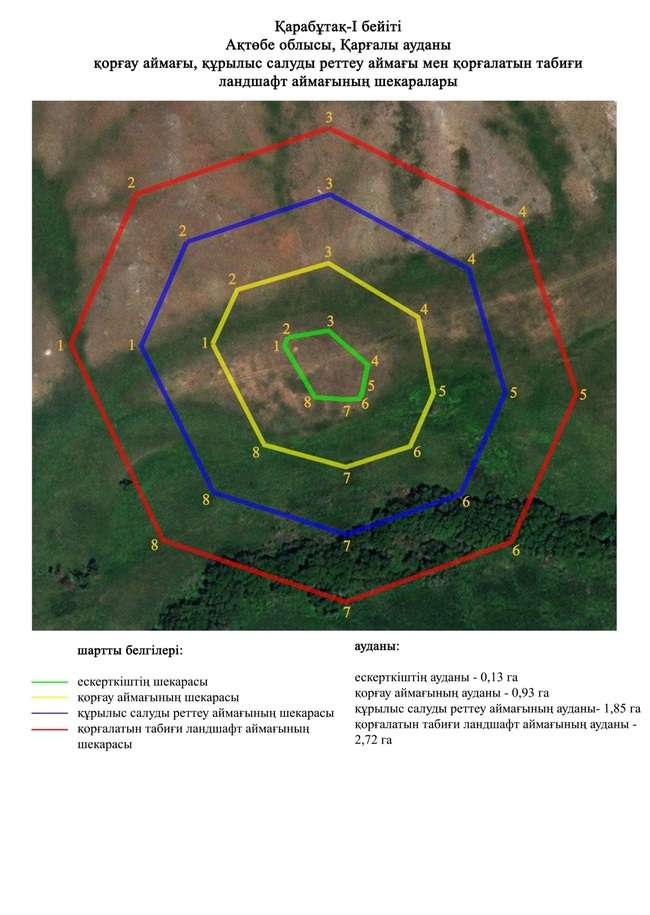 Қарабұтақ-I бейіті
Ақтөбе облысы, Қарғалы ауданы
қорғау аймағы, құрылыс салуды реттеу аймағы мен қорғалатын табиғи
ландшафт аймағының шекаралары
3
2
4
3
2
4
3
2
4
3
2
1
1
1
1
4
5
5
5
5
8
7
6
8
7
6
8
7
6
8
7
6
шартты белгілері:
ескерткіштің шекарасы
қорғау аймағының шекарасы
құрылыс салуды реттеу аймағының шекарасы
қорғалатын табиғи ландшафт аймағының
шекарасы
ауданы:
ескерткіштің ауданы - 0,13 га
қорғау аймағының ауданы - 0,93 га
құрылыс салуды реттеу аймағының ауданы- 1,85 га
қорғалатын табиғи ландшафт аймағының ауданы -
2,72 га